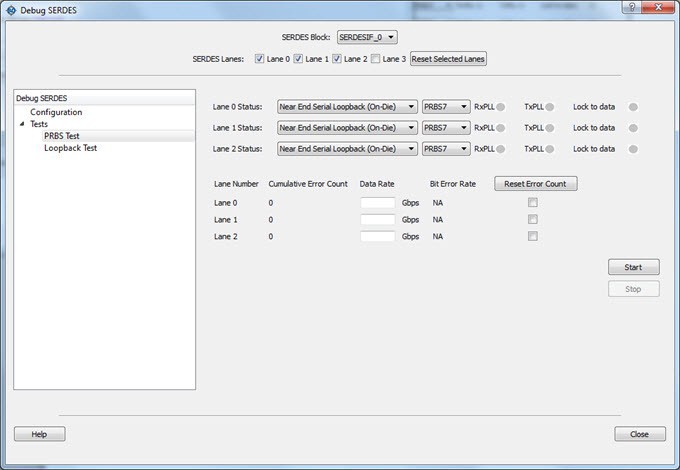 Debug SERDES
SERDES Block: SERDESIF_0
SERDES Lanes: Lane 0 Lane 1 Lane 2 Lane 3 Reset Selected Lanes
Debug SERDES
Configuration
Tests
PRBS Test
Loopback Test
Lane 0 Status: Near End Serial Loopback (On-Die) PRBS7 RxPLL TxPLL Lock to data
Lane 1 Status: Near End Serial Loopback (On-Die) PRBS7 RxPLL TxPLL Lock to data
Lane 2 Status: Near End Serial Loopback (On-Die) PRBS7 RxPLL TxPLL Lock to data
Lane Number Cumulative Error Count Data Rate Bit Error Rate Reset Error Count
Lane 0 0 Gbps NA
Lane 1 0 Gbps NA
Lane 2 0 Gbps NA
Start
Stop
Help Close